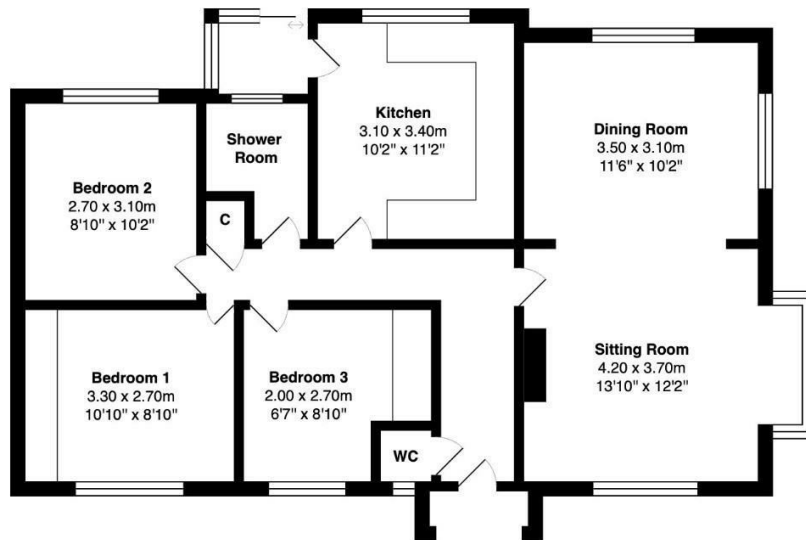 Kitchen
3.10 x 3.40m
10'2" x 11'2"
Dining Room
3.50 x 3.10m
11'6" x 10'2"
Shower
Room
Bedroom 2
2.70 x 3.10m
8'10" x 10'2"
C
Sitting Room
4.20 x 3.70m
13'10" x 12'2"
Bedroom 1
3.30 x 2.70m
10'10" x 8'10"
Bedroom 3
2.00 x 2.70m
6'7" x 8'10"
WC